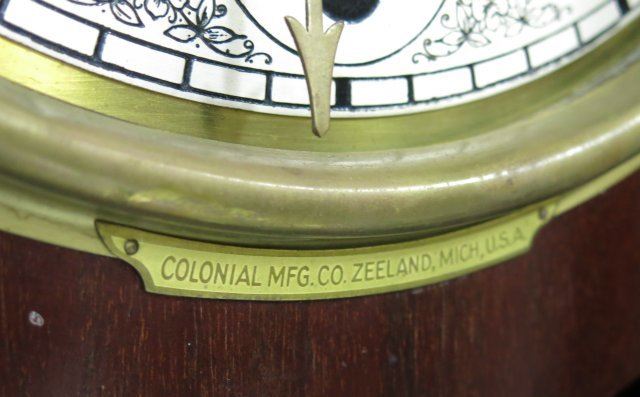 COLONIAL MFG. CO. ZEELAND, MICH, U.S.A